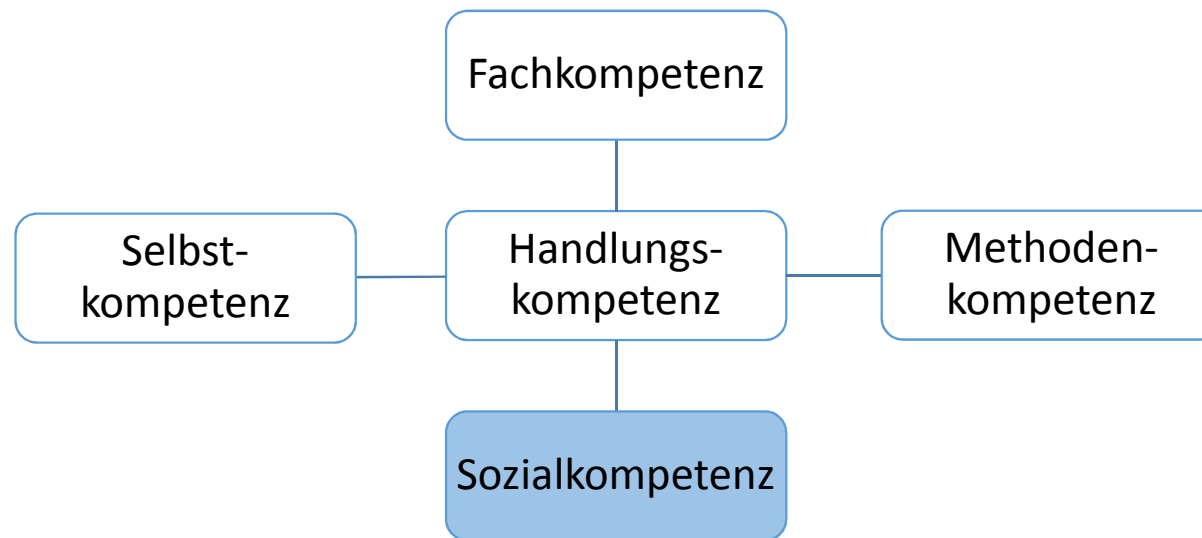 Fachkompetenz
Selbst-
kompetenz
Handlungs-
kompetenz
Methoden-
kompetenz
Sozialkompetenz